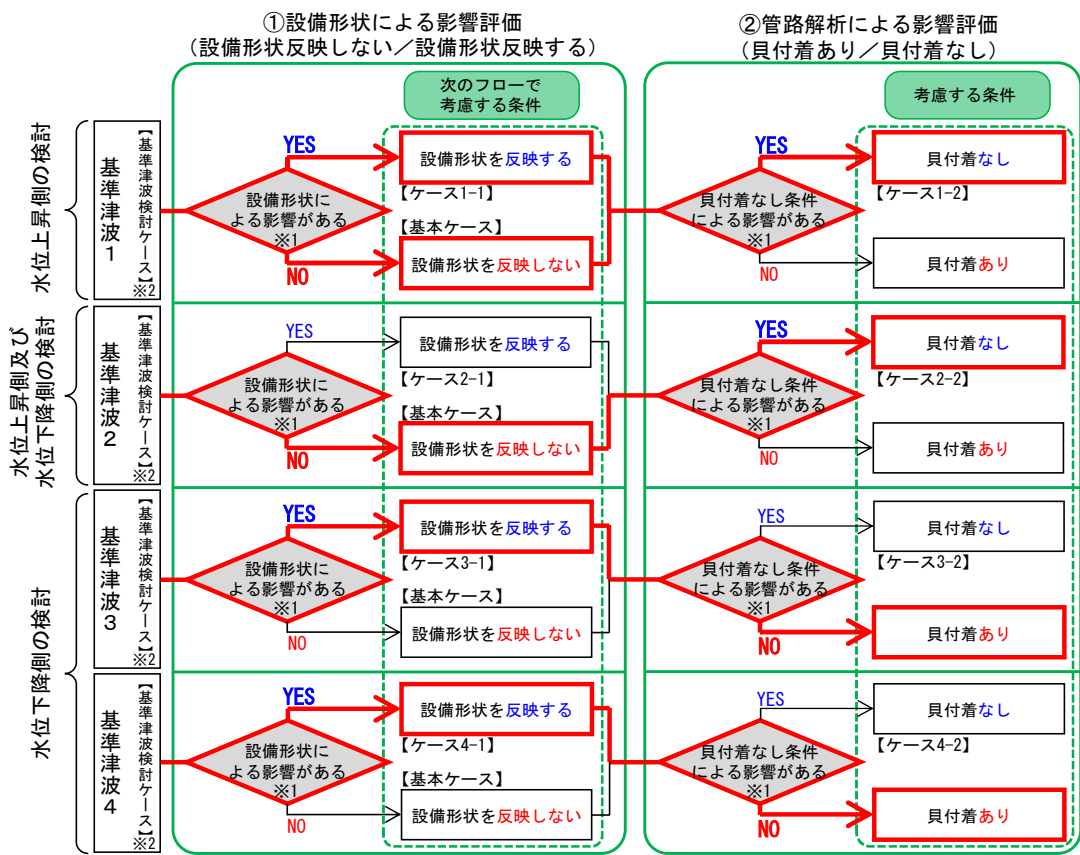 ①設備形状による影響評価
(設備形状反映しない／設備形状反映する)
②管路解析による影響評価
(貝付着あり／貝付着なし)
次のフローで
考慮する条件
考慮する条件
水位上昇側の検討
基準津波1
【基準津波検討ケース】※2
設備形状に
よる影響がある
※1
YES
設備形状を反映する
【ケース1-1】
【基本ケース】
NO
設備形状を反映しない
貝付着なし条件
による影響がある
※1
YES
貝付着なし
【ケース1-2】
NO
貝付着あり
水位上昇側及び
水位下降側の検討
基準津波2
【基準津波検討ケース】※2
設備形状に
よる影響がある
※1
YES
設備形状を反映する
【ケース2-1】
【基本ケース】
NO
設備形状を反映しない
貝付着なし条件
による影響がある
※1
YES
貝付着なし
【ケース2-2】
NO
貝付着あり
水位下降側の検討
基準津波3
【基準津波検討ケース】※2
設備形状に
よる影響がある
※1
YES
設備形状を反映する
【ケース3-1】
【基本ケース】
NO
設備形状を反映しない
貝付着なし条件
による影響がある
※1
YES
貝付着なし
【ケース3-2】
NO
貝付着あり
基準津波4
【基準津波検討ケース】※2
設備形状に
よる影響がある
※1
YES
設備形状を反映する
【ケース4-1】
【基本ケース】
NO
設備形状を反映しない
貝付着なし条件
による影響がある
※1
YES
貝付着なし
【ケース4-2】
NO
貝付着あり